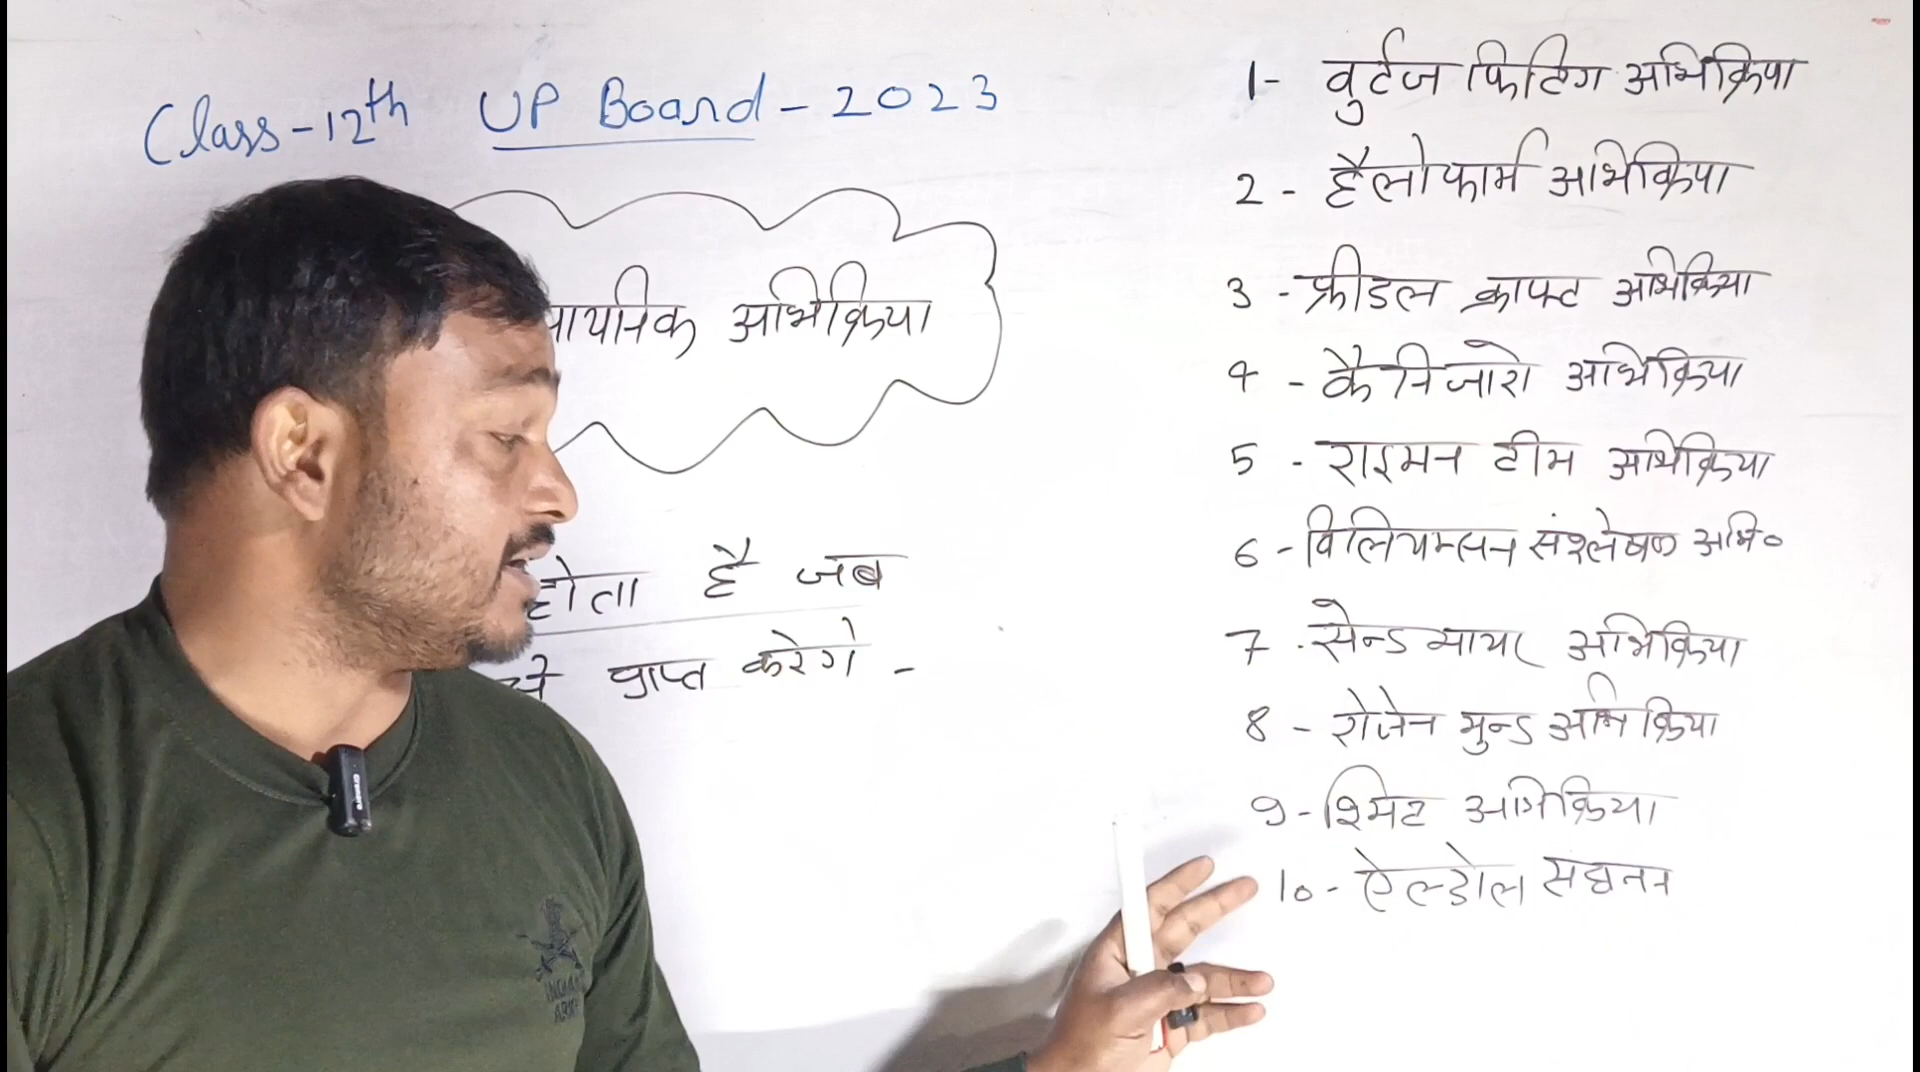 Class-12th UP Board-2023
रासायनिक अभिक्रिया
होता है जब
प्राप्त करेगे -
1- वुर्टज फिटिग अभिक्रिया
2 - हैलोफार्म अभिक्रिया
3 - फ्रीडल क्राफ्ट अभिक्रिया
4 - कैनिजारो अभिक्रिया
5 - राइमन टीम अभिक्रिया
6 - विलियम्सन संश्लेषण अभि०
7 - सेन्ड मायर अभिक्रिया
8 - रोजेन मुन्ड अभिक्रिया
9 - श्मिट अभिक्रिया
10 - ऐल्डोल संघनन
INDIAN
ARMY